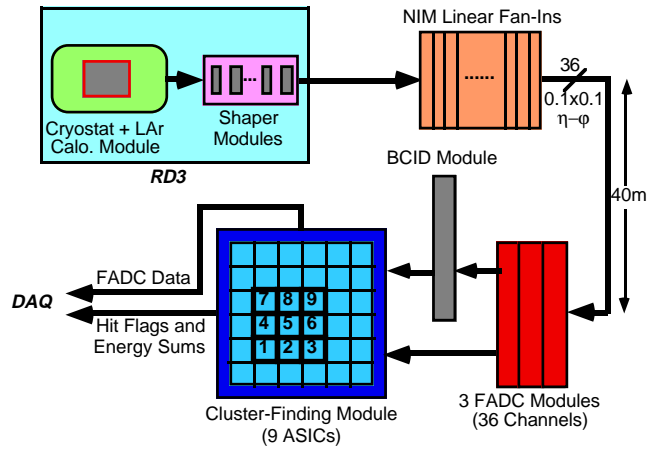 NIM Linear Fan-Ins
...
......
36
0.1x0.1
η–φ
Cryostat + LAr
Calo. Module
Shaper
Modules
RD3
BCID Module
40m
FADC Data
DAQ
Hit Flags and
Energy Sums
7 8 9
4 5 6
1 2 3
Cluster-Finding Module
(9 ASICs)
3 FADC Modules
(36 Channels)